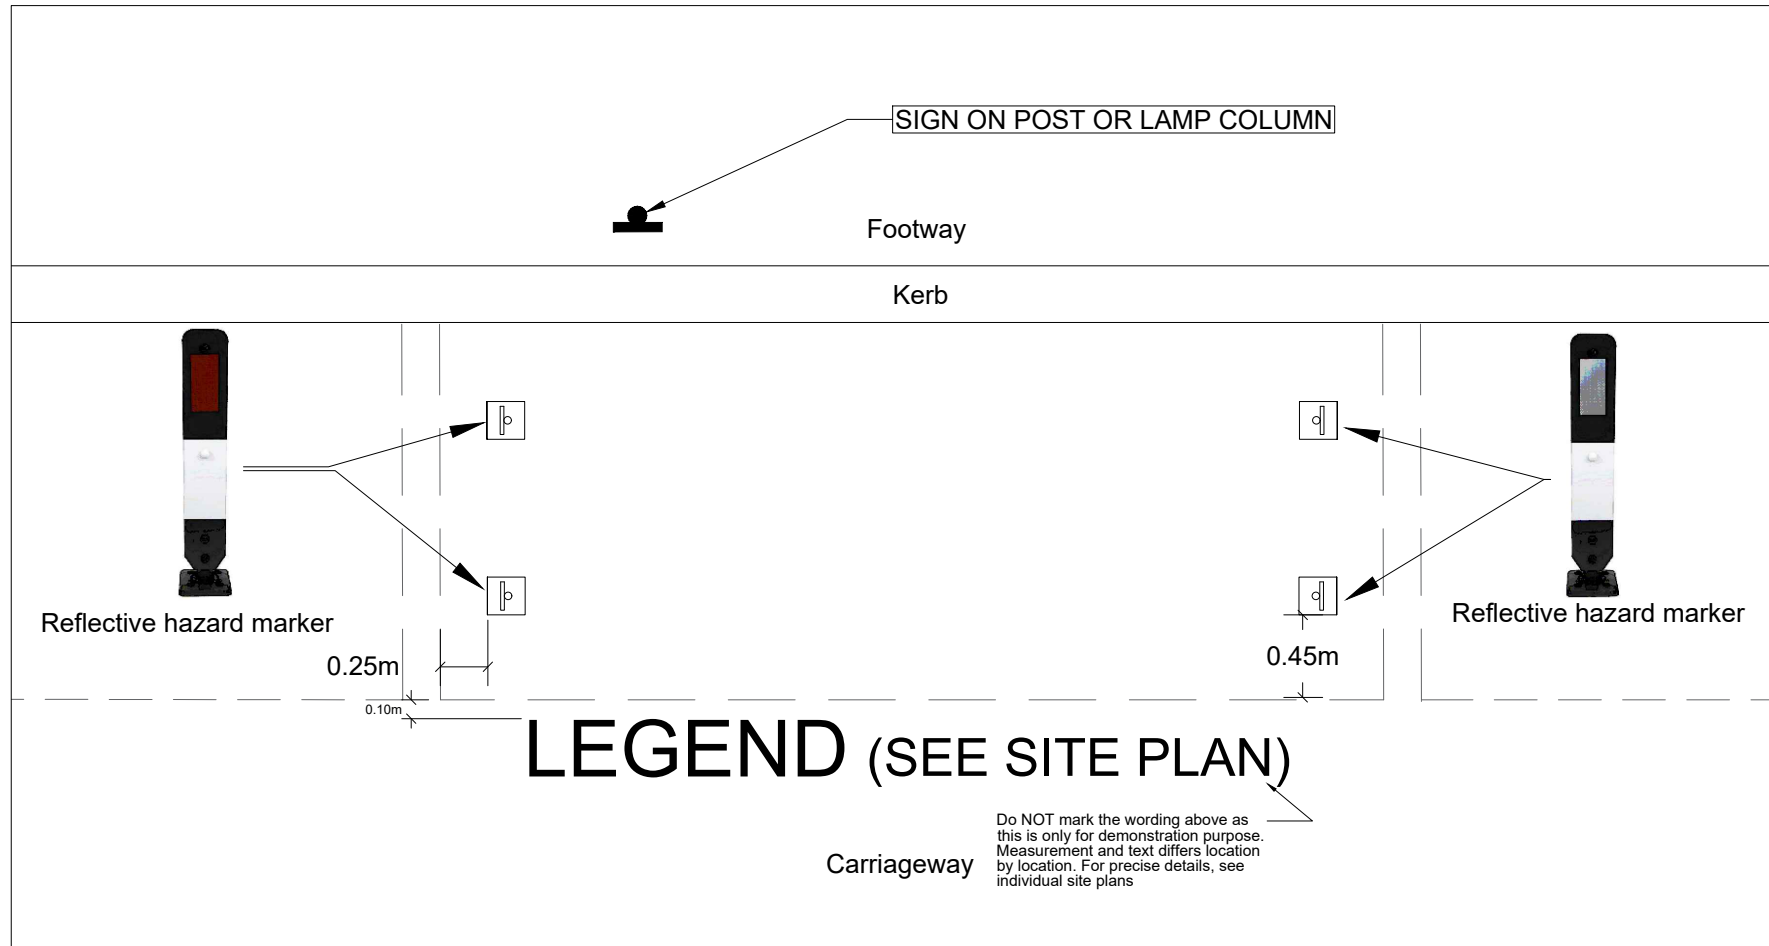 SIGN ON POST OR LAMP COLUMN
Footway
Kerb
Reflective hazard marker
Reflective hazard marker
0.25m
0.45m
0.10m
LEGEND (SEE SITE PLAN)
Do NOT mark the wording above as
this is only for demonstration purpose.
Measurement and text differs location
by location. For precise details, see
individual site plans
Carriageway